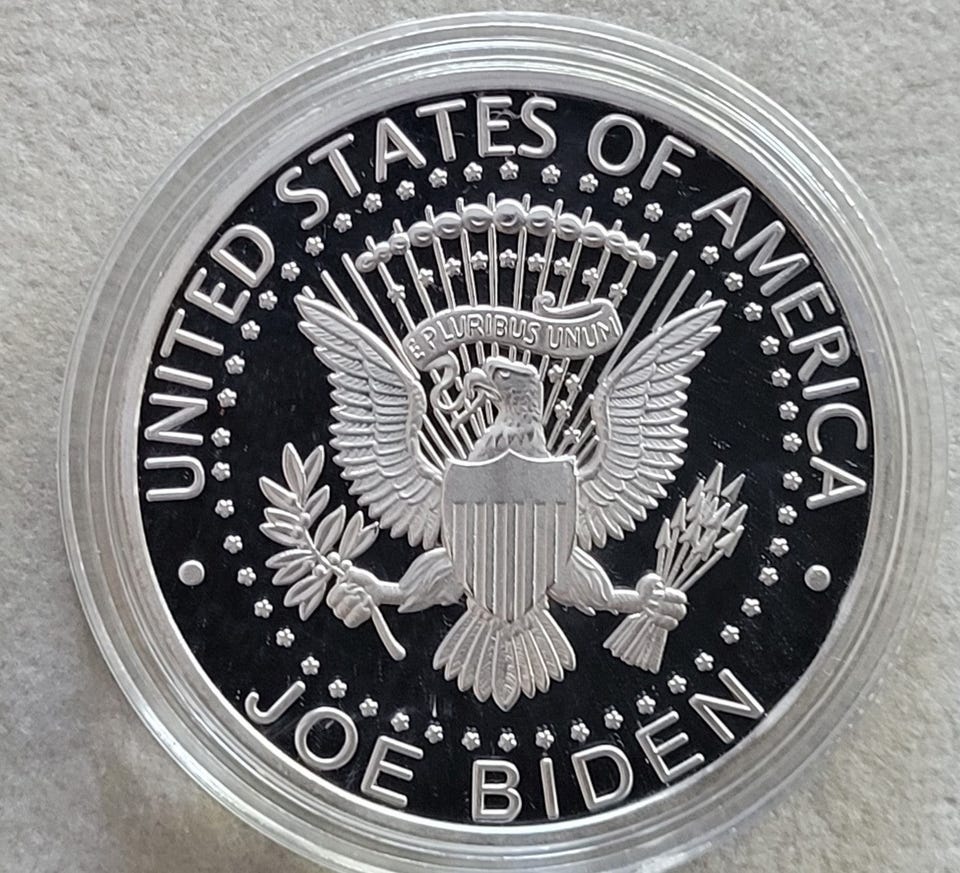 UNITED STATES OF AMERICA
E PLURIBUS UNUM
JOE BIDEN